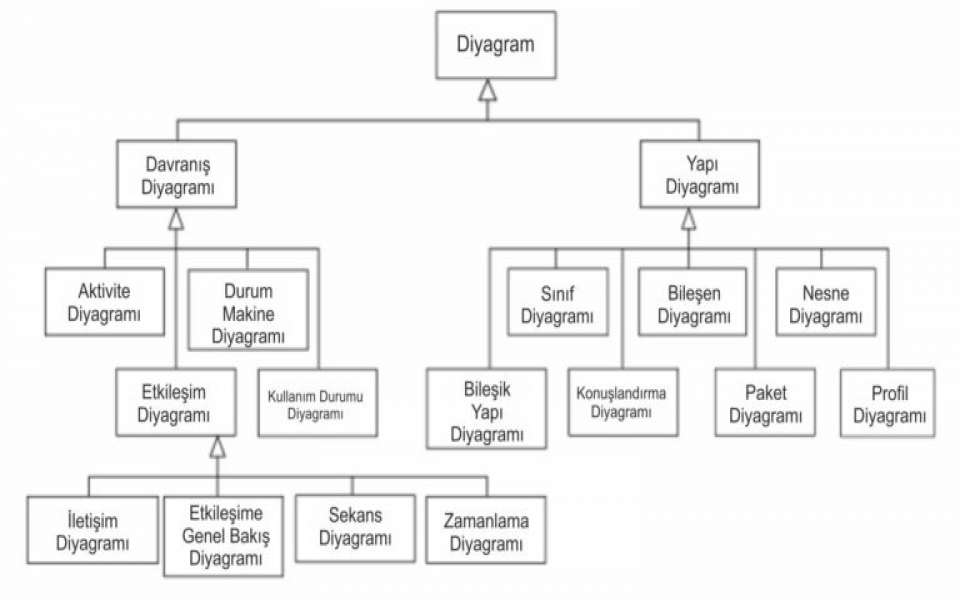 Diyagram
Davranış
Diyagramı
Yapı
Diyagramı
Aktivite
Diyagramı
Durum
Makine
Diyagramı
Sınıf
Diyagramı
Bileşen
Diyagramı
Nesne
Diyagramı
Etkileşim
Diyagramı
Kullanım Durumu
Diyagramı
Bileşik
Yapı
Diyagramı
Konuşlandırma
Diyagramı
Paket
Diyagramı
Profil
Diyagramı
İletişim
Diyagramı
Etkileşime
Genel Bakış
Diyagramı
Sekans
Diyagramı
Zamanlama
Diyagramı